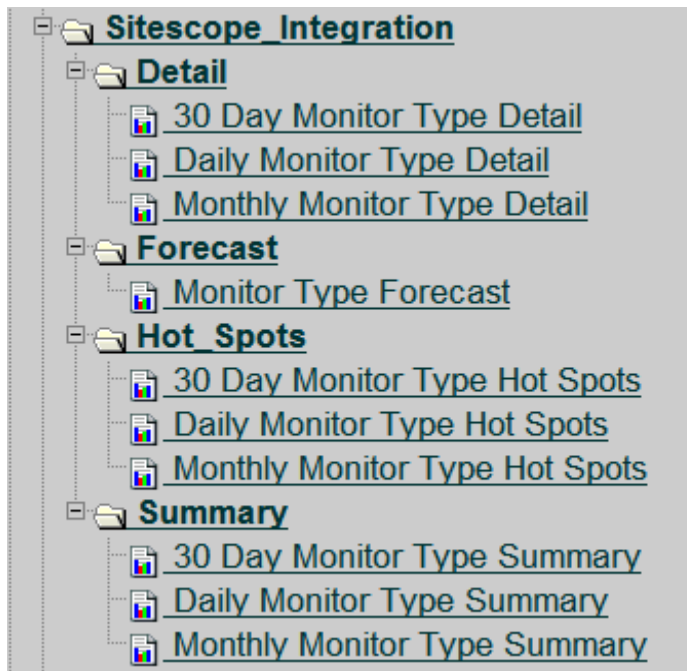 Sitescope_Integration
Detail
30 Day Monitor Type Detail
Daily Monitor Type Detail
Monthly Monitor Type Detail
Forecast
Monitor Type Forecast
Hot_Spots
30 Day Monitor Type Hot Spots
Daily Monitor Type Hot Spots
Monthly Monitor Type Hot Spots
Summary
30 Day Monitor Type Summary
Daily Monitor Type Summary
Monthly Monitor Type Summary